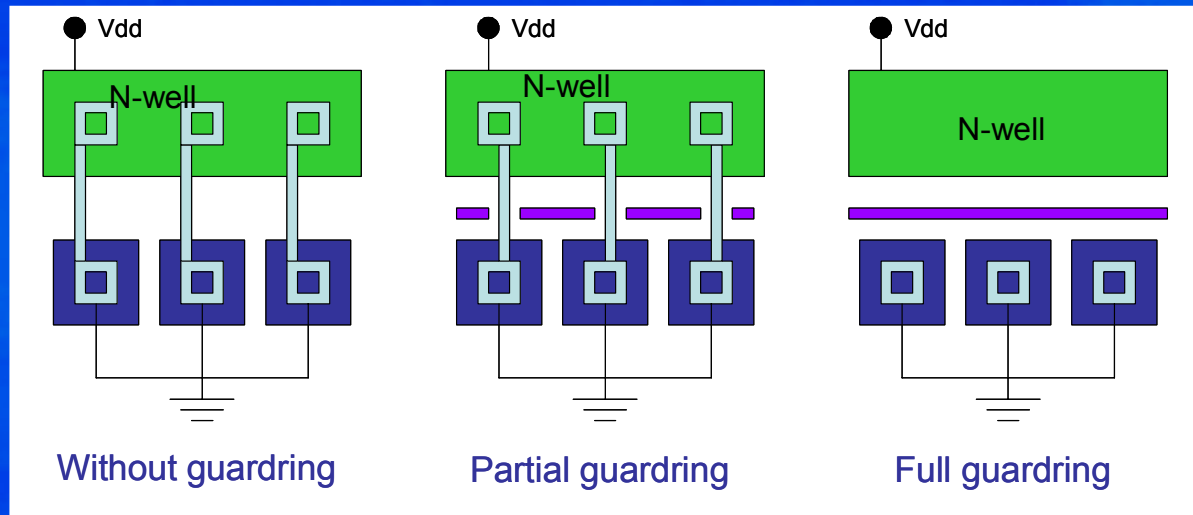 Vdd
Vdd
Vdd
N-well
N-well
N-well
Without guardring
Partial guardring
Full guardring